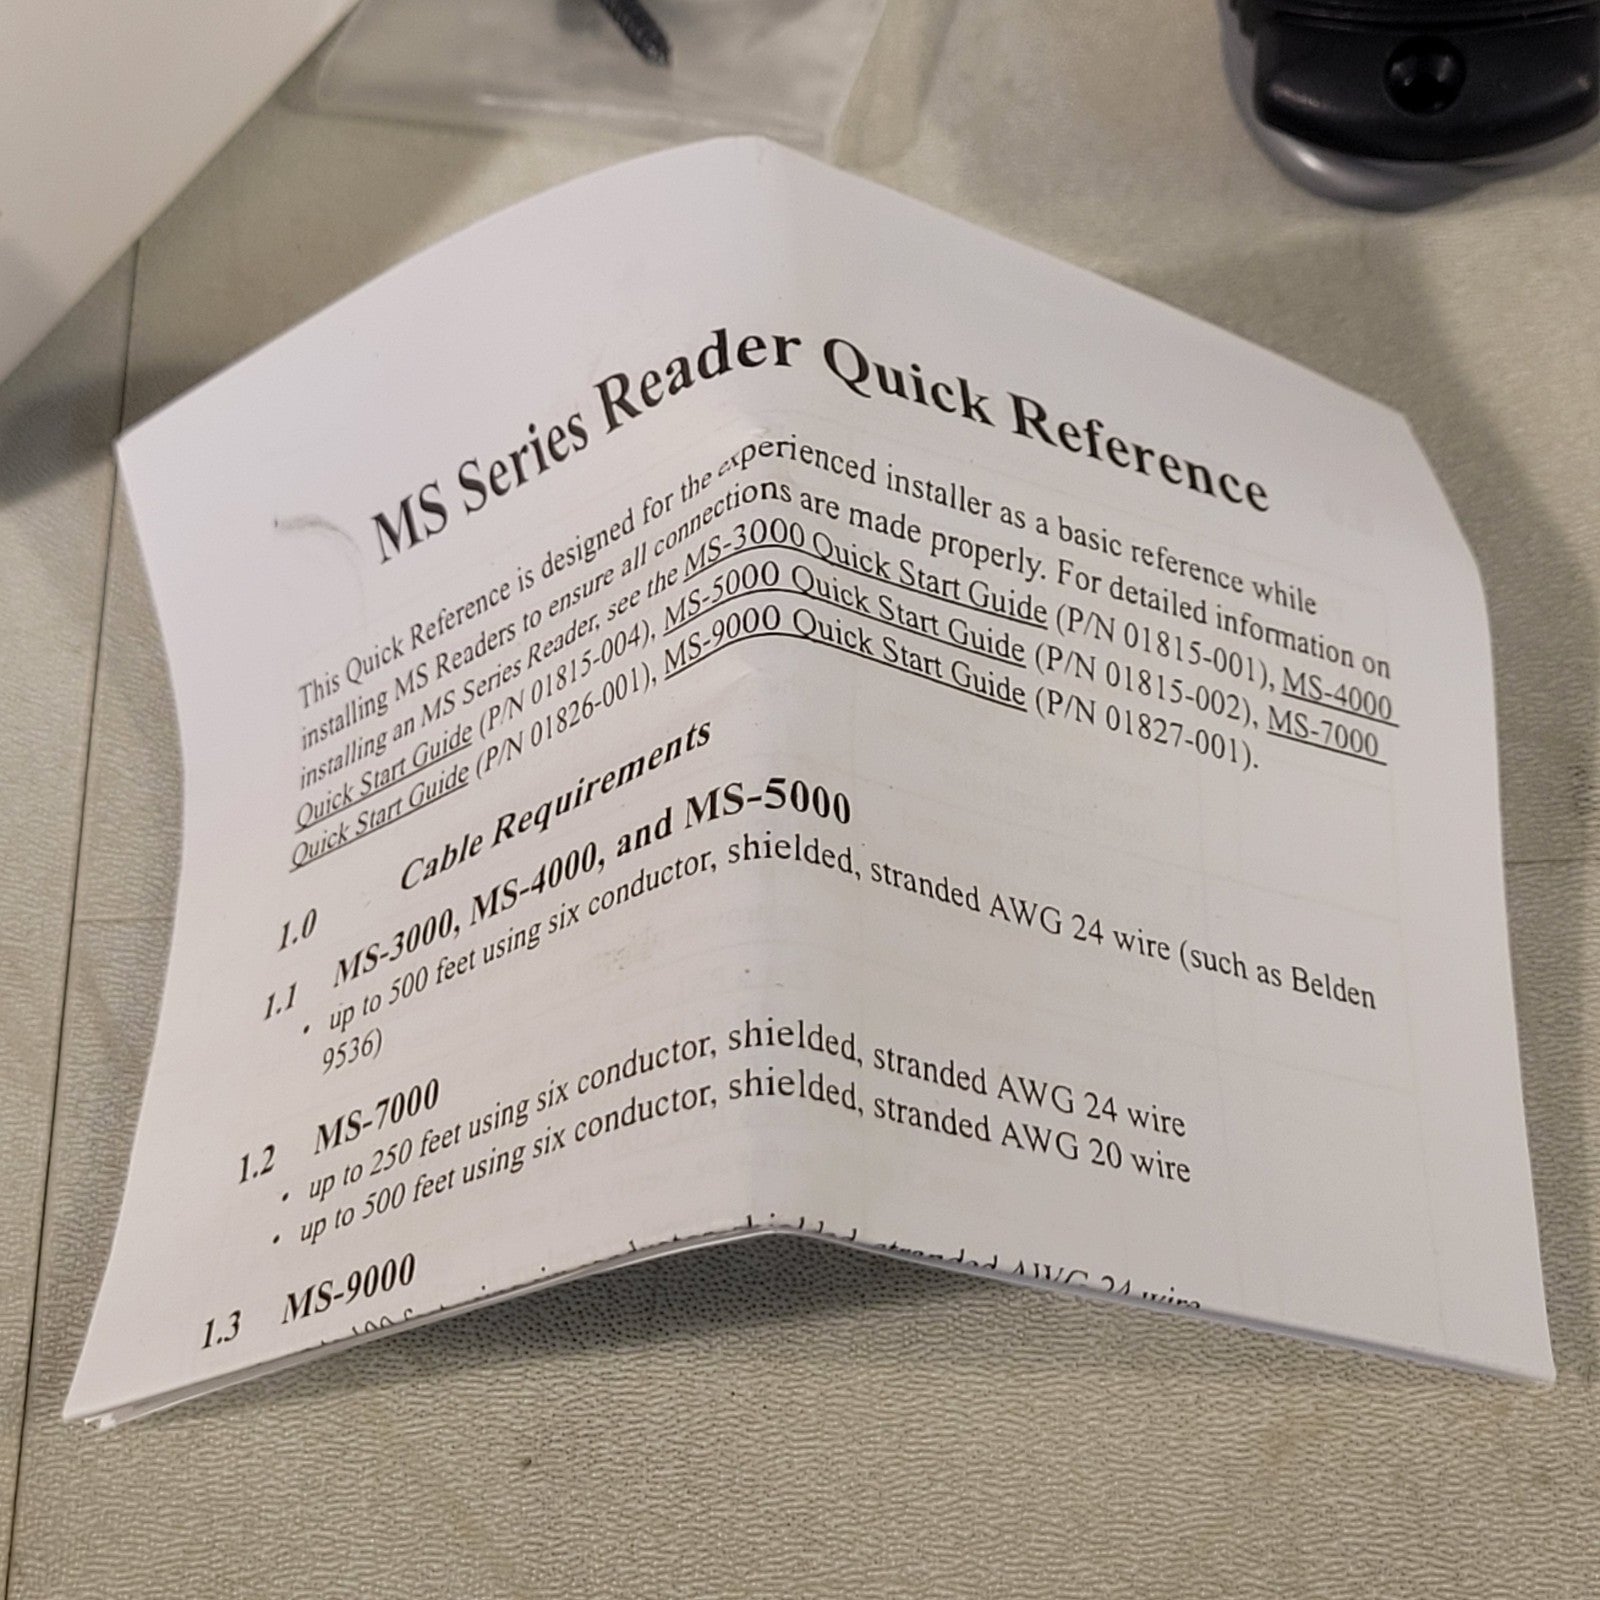 MS Series Reader Quick Reference
This Quick Reference is designed for the experienced installer as a basic reference while
installing MS Readers to ensure all connections are made properly. For detailed information on
installing an MS Series Reader, see the MS-3000 Quick Start Guide (P/N 01815-001), MS-4000
Quick Start Guide (P/N 01815-004), MS-5000 Quick Start Guide (P/N 01815-002), MS-7000
Quick Start Guide (P/N 01826-001), MS-9000 Quick Start Guide (P/N 01827-001).
1.0 Cable Requirements
1.1 MS-3000, MS-4000, and MS-5000
• up to 500 feet using six conductor, shielded, stranded AWG 24 wire (such as Belden
9536)
1.2 MS-7000
• up to 250 feet using six conductor, shielded, stranded AWG 24 wire
• up to 500 feet using six conductor, shielded, stranded AWG 20 wire
1.3 MS-9000
stranded AWG 24 wire